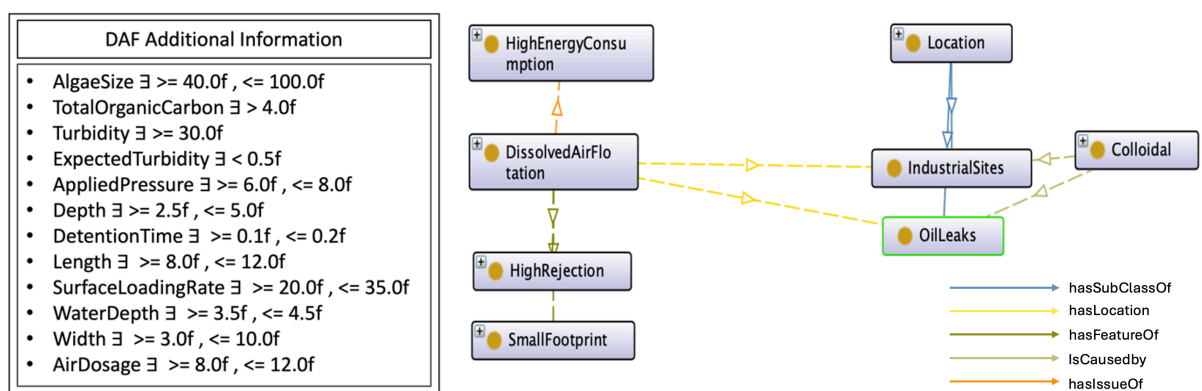 DAF Additional Information
• AlgaeSize ∃ >= 40.0f , <= 100.0f
• TotalOrganicCarbon ∃ > 4.0f
• Turbidity ∃ >= 30.0f
• ExpectedTurbidity ∃ < 0.5f
• AppliedPressure ∃ >= 6.0f , <= 8.0f
• Depth ∃ >= 2.5f , <= 5.0f
• DetentionTime ∃ >= 0.1f , <= 0.2f
• Length ∃ >= 8.0f , <= 12.0f
• SurfaceLoadingRate ∃ >= 20.0f , <= 35.0f
• WaterDepth ∃ >= 3.5f , <= 4.5f
• Width ∃ >= 3.0f , <= 10.0f
• AirDosage ∃ >= 8.0f , <= 12.0f
HighEnergyConsu
mption
Location
DissolvedAirFlo
tation
IndustrialSites
Colloidal
OilLeaks
HighRejection
SmallFootprint
hasSubClassOf
hasLocation
hasFeatureOf
IsCausedby
hasIssueOf